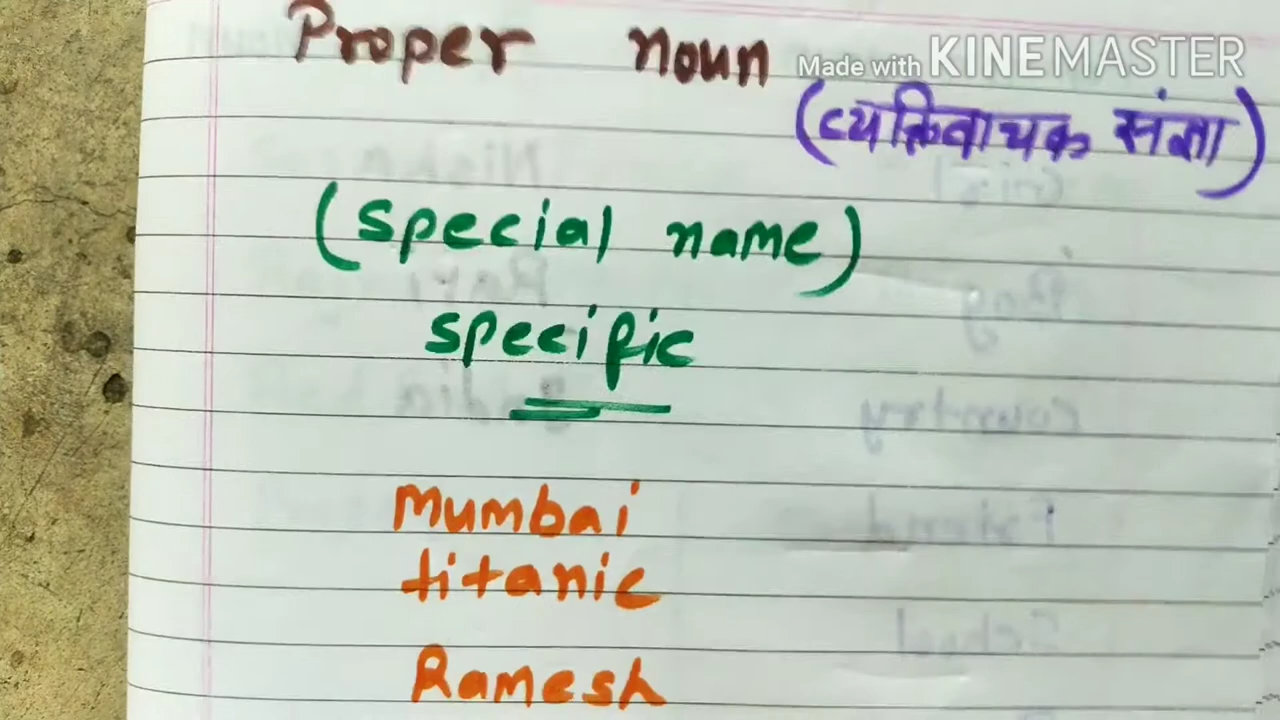 Proper noun
Made with KINEMASTER
(व्यक्तिवाचक संज्ञा)
(special name)
specific
Mumbai
titanic
Ramesh